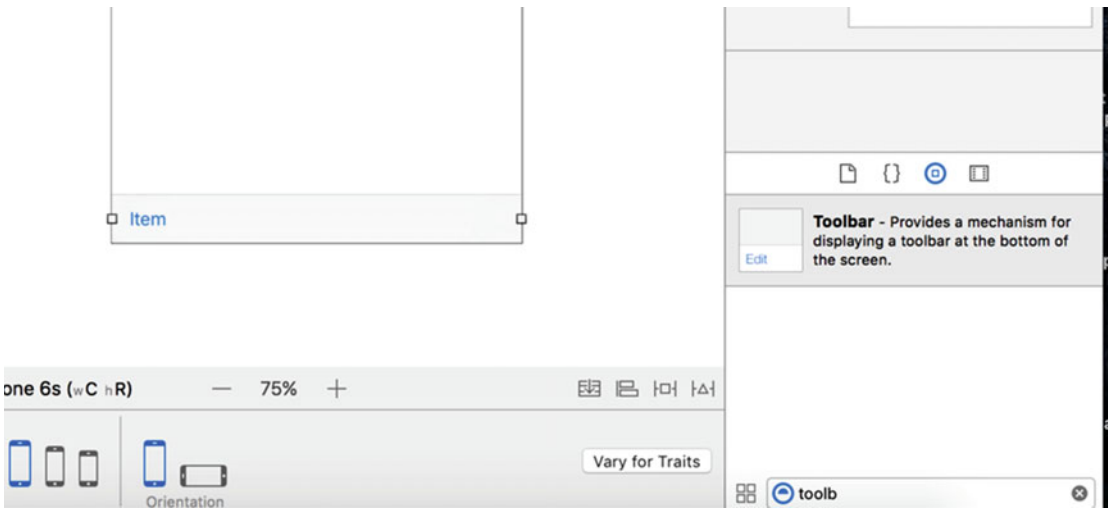 Item
Toolbar - Provides a mechanism for
displaying a toolbar at the bottom of
the screen.
Edit
one 6s (wC hR)
— 75% +
Vary for Traits
Orientation
toolb